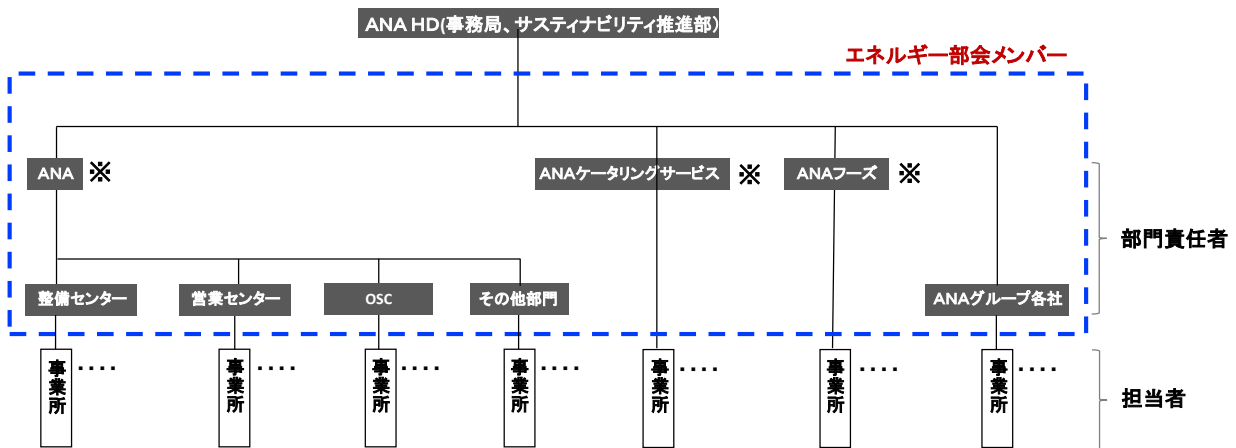 ANA HD(事務局、サスティナビリティ推進部)
エネルギー部会メンバー
ANA ※
ANAケータリングサービス ※
ANAフーズ ※
部門責任者
整備センター
営業センター
OSC
その他部門
ANAグループ各社
事業所 ････
事業所 ････
事業所 ････
事業所 ････
事業所 ････
事業所 ････
事業所 ････
担当者